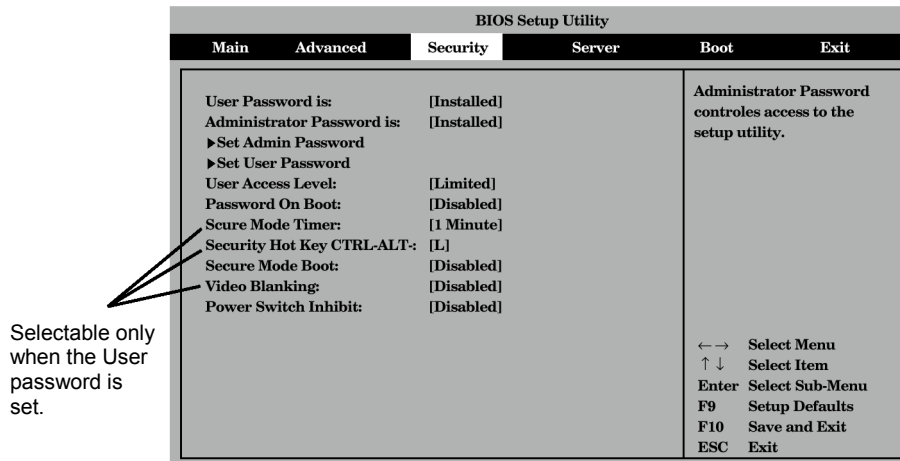 BIOS Setup Utility
Main Advanced Security Server Boot Exit
User Password is: [Installed]
Administrator Password is: [Installed]
▶Set Admin Password
▶Set User Password
User Access Level: [Limited]
Password On Boot: [Disabled]
Scure Mode Timer: [1 Minute]
Security Hot Key CTRL-ALT-: [L]
Secure Mode Boot: [Disabled]
Video Blanking: [Disabled]
Power Switch Inhibit: [Disabled]
Administrator Password
controles access to the
setup utility.
←→ Select Menu
↑↓ Select Item
Enter Select Sub-Menu
F9 Setup Defaults
F10 Save and Exit
ESC Exit
Selectable only
when the User
password is
set.